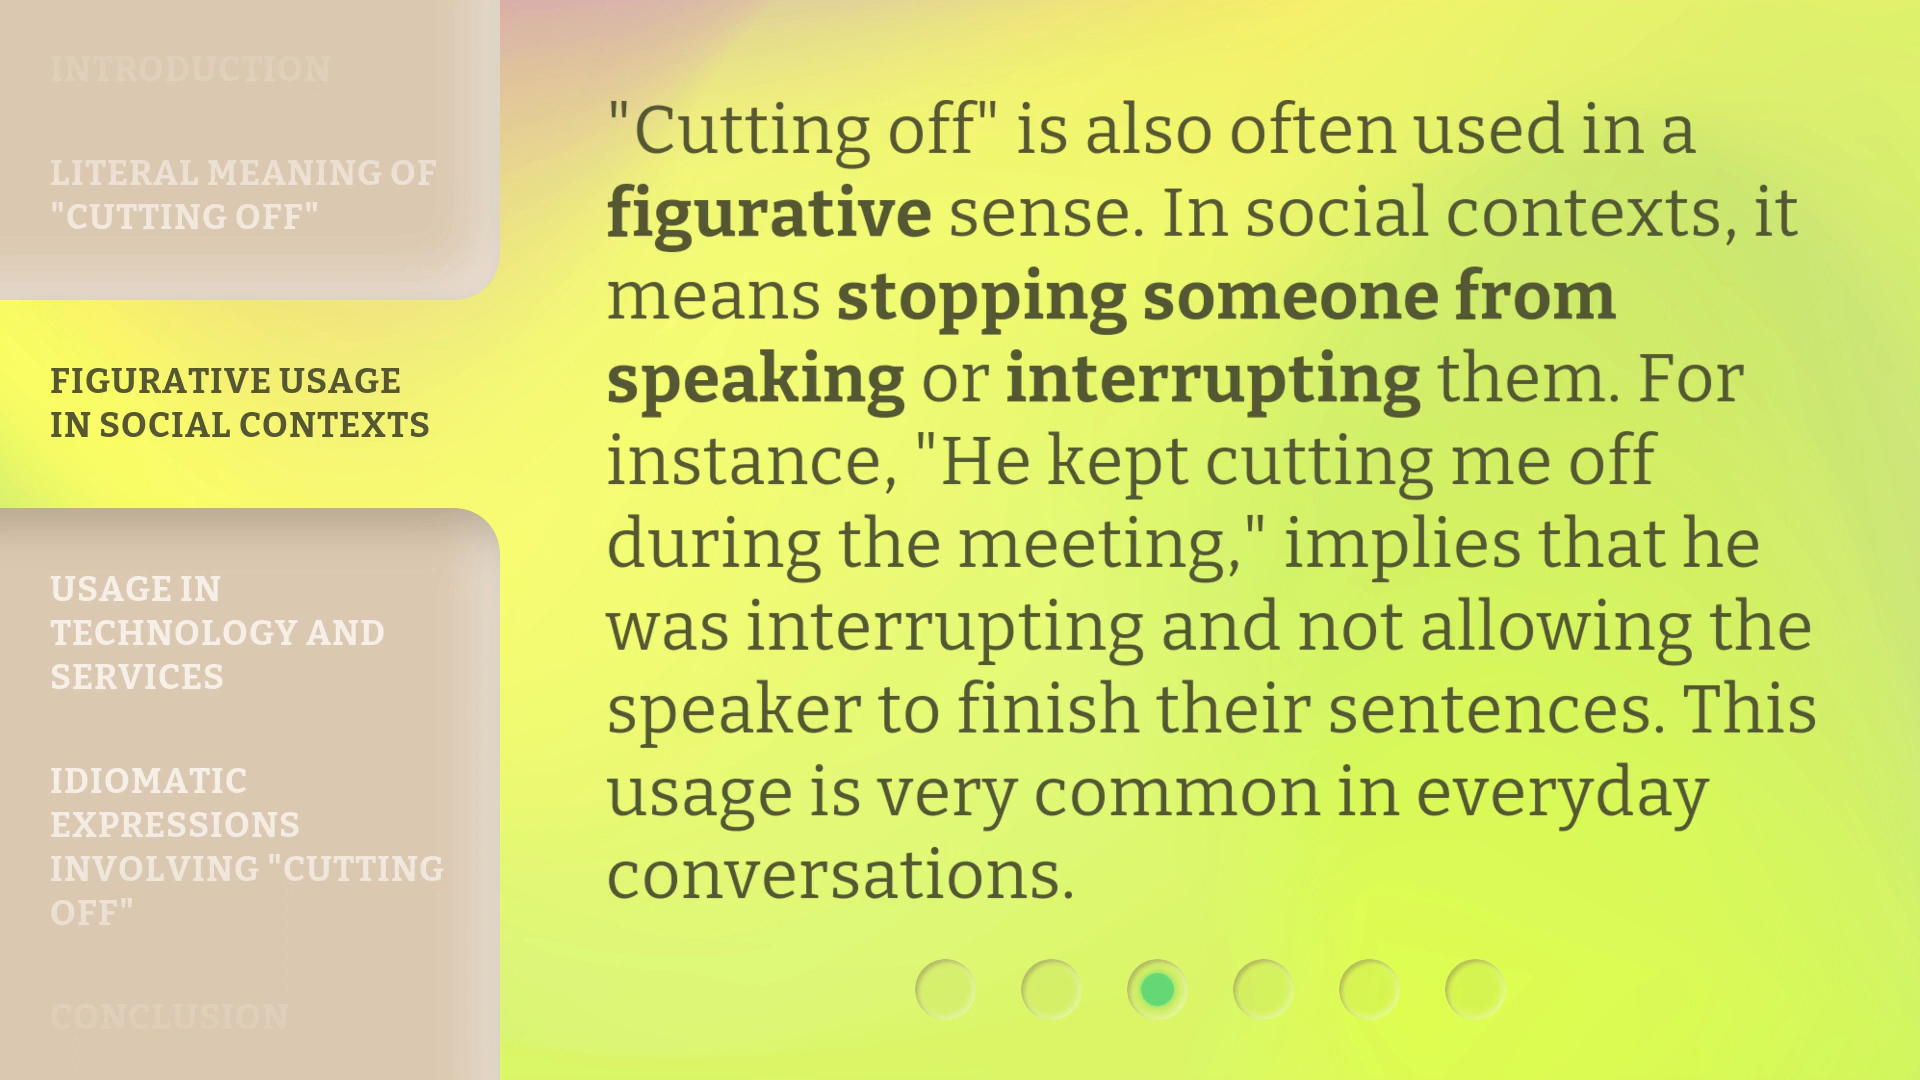 INTRODUCTION
LITERAL MEANING OF
"CUTTING OFF"
FIGURATIVE USAGE
IN SOCIAL CONTEXTS
USAGE IN
TECHNOLOGY AND
SERVICES
IDIOMATIC
EXPRESSIONS
INVOLVING "CUTTING
OFF"
CONCLUSION
"Cutting off" is also often used in a
figurative sense. In social contexts, it
means stopping someone from
speaking or interrupting them. For
instance, "He kept cutting me off
during the meeting," implies that he
was interrupting and not allowing the
speaker to finish their sentences. This
usage is very common in everyday
conversations.